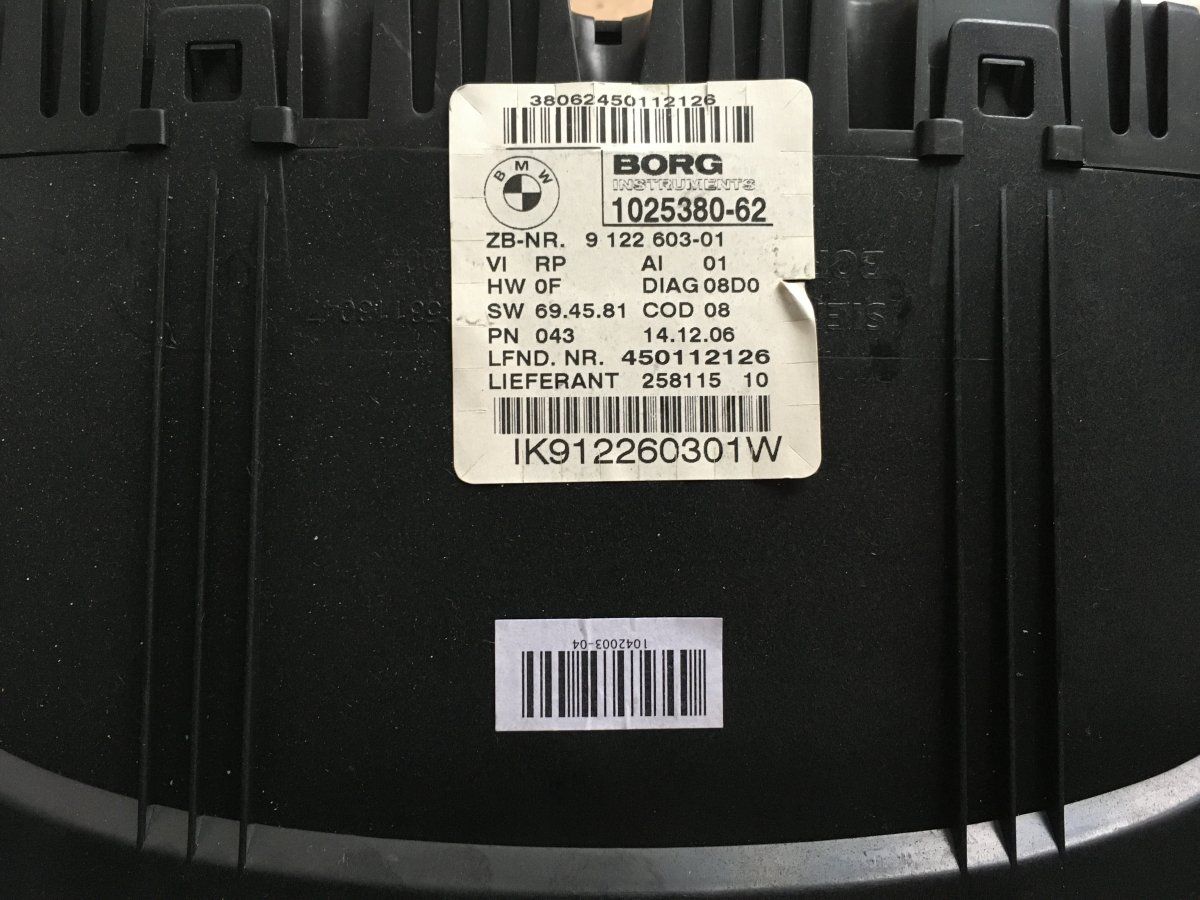 38062450112126
BMW
BORG
INSTRUMENTS
1025380-62
ZB-NR. 9 122 603-01
VI RP AI 01
HW 0F DIAG 08D0
SW 69.45.81 COD 08
PN 043 14.12.06
LFND. NR. 450112126
LIEFERANT 258115 10
IK912260301W
1042003-04